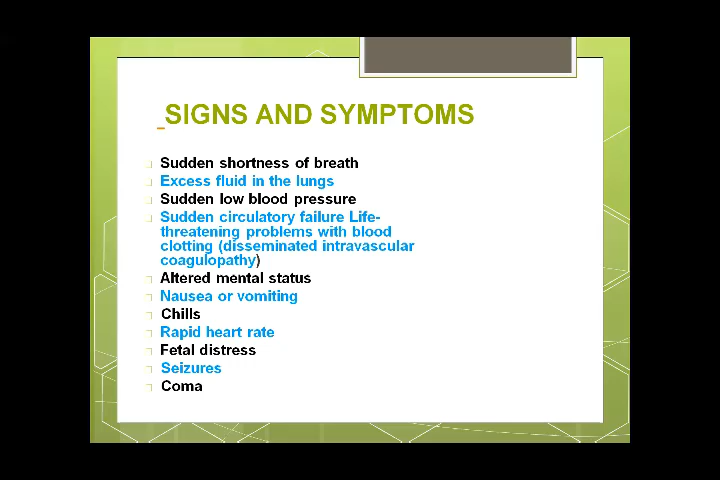 SIGNS AND SYMPTOMS
Sudden shortness of breath
Excess fluid in the lungs
Sudden low blood pressure
Sudden circulatory failure Life-
threatening problems with blood
clotting (disseminated intravascular
coagulopathy)
Altered mental status
Nausea or vomiting
Chills
Rapid heart rate
Fetal distress
Seizures
Coma